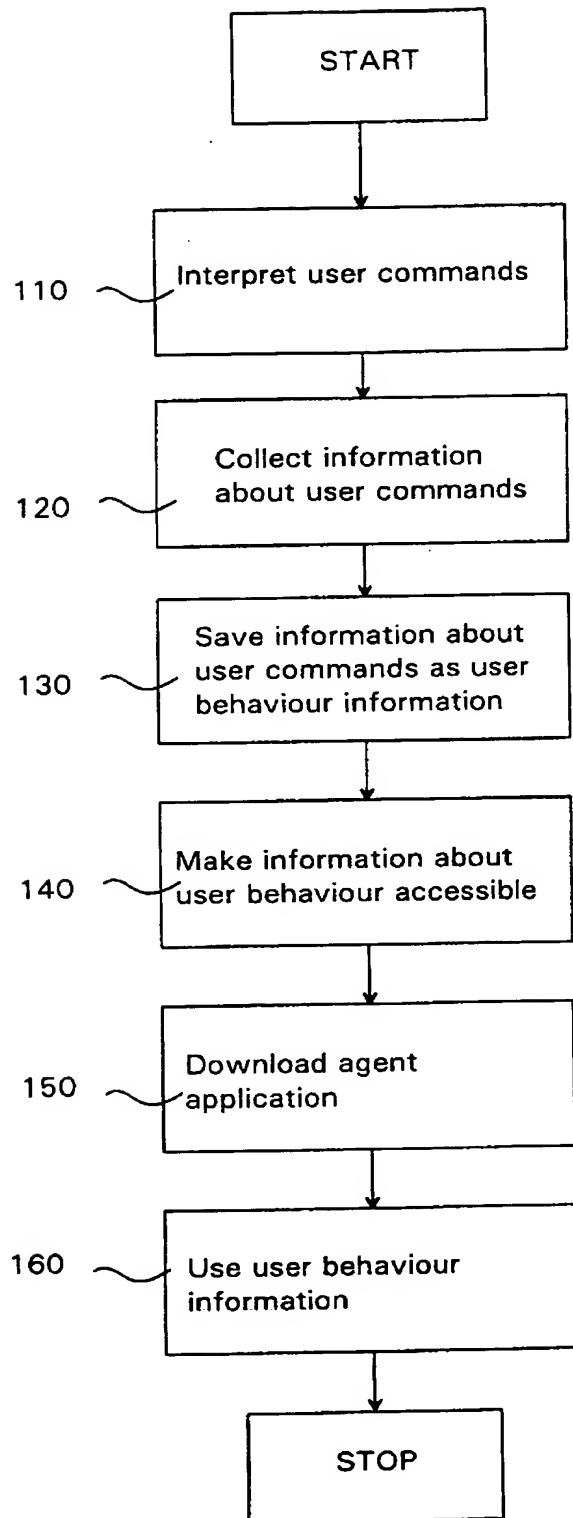 START
110
Interpret user commands
Collect information
about user commands
120
Save information about
user commands as user
behaviour information
130
Make information about
user behaviour accessible
140
Download agent
application
150
160
Use user behaviour
information
STOP